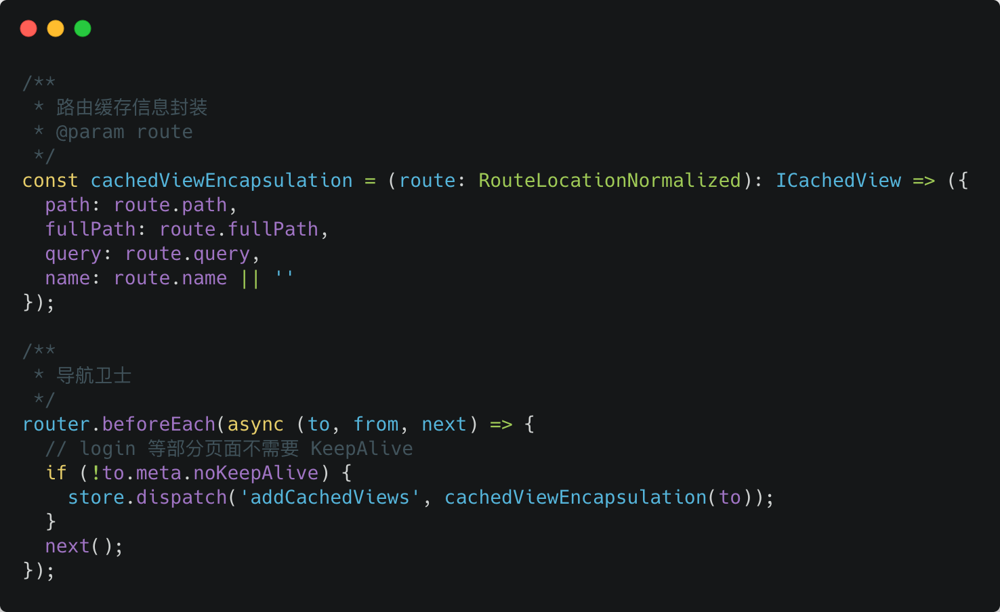 /**
 * 路由缓存信息封装
 * @param route
 */
const cachedViewEncapsulation = (route: RouteLocationNormalized): ICachedView => ({
  path: route.path,
  fullPath: route.fullPath,
  query: route.query,
  name: route.name || ''
});

/**
 * 导航卫士
 */
router.beforeEach(async (to, from, next) => {
  // login 等部分页面不需要 KeepAlive
  if (!to.meta.noKeepAlive) {
    store.dispatch('addCachedViews', cachedViewEncapsulation(to));
  }
  next();
});